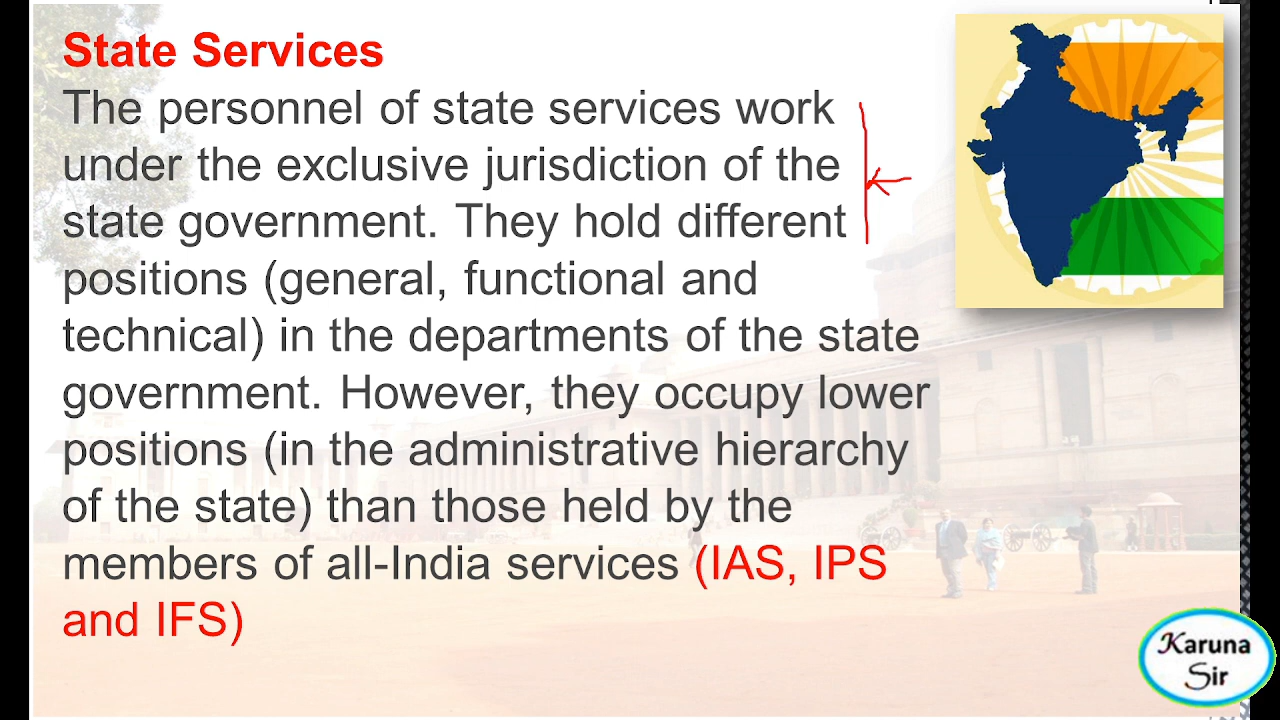 State Services
The personnel of state services work
under the exclusive jurisdiction of the
state government. They hold different
positions (general, functional and
technical) in the departments of the state
government. However, they occupy lower
positions (in the administrative hierarchy
of the state) than those held by the
members of all-India services (IAS, IPS
and IFS)
Karuna
Sir